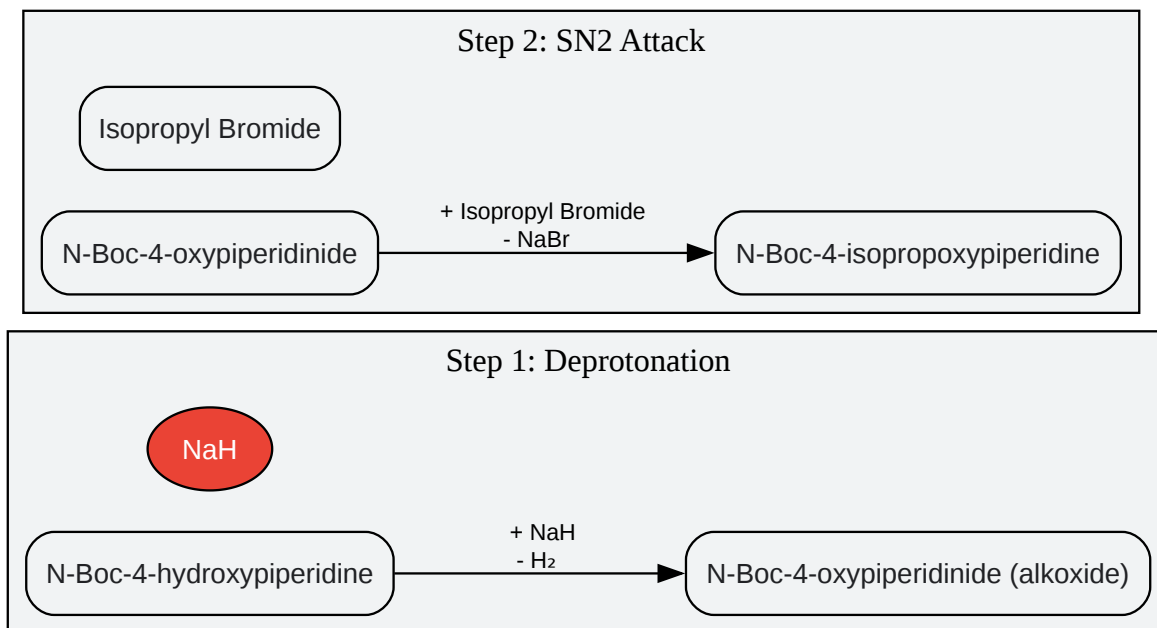 Step 2: SN2 Attack
Isopropyl Bromide
+ Isopropyl Bromide
- NaBr
N-Boc-4-oxypiperidinide
N-Boc-4-isopropoxypiperidine
Step 1: Deprotonation
NaH
+ NaH
- H₂
N-Boc-4-hydroxypiperidine
N-Boc-4-oxypiperidinide (alkoxide)